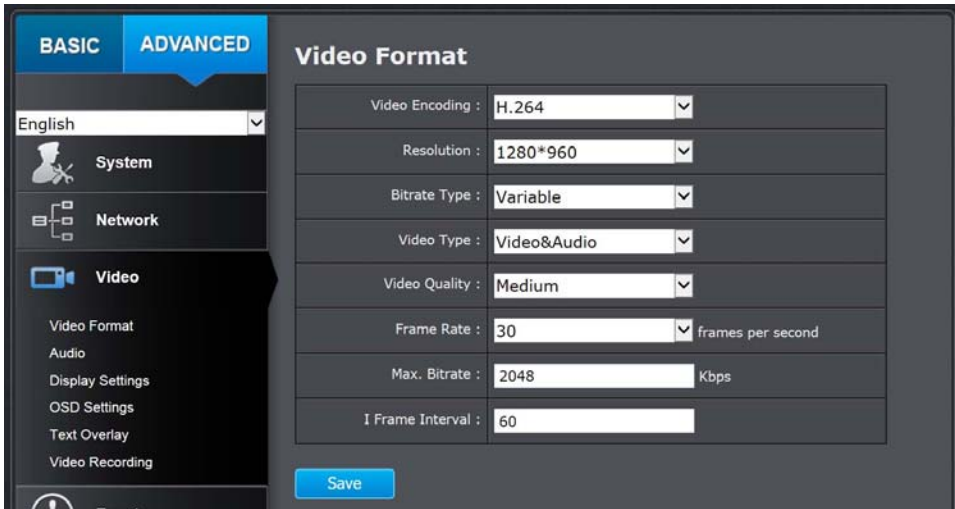 BASIC ADVANCED
English
System
Network
Video
Video Format
Audio
Display Settings
OSD Settings
Text Overlay
Video Recording
Video Format
Video Encoding : H.264
Resolution : 1280*960
Bitrate Type : Variable
Video Type : Video&Audio
Video Quality : Medium
Frame Rate : 30 frames per second
Max. Bitrate : 2048 Kbps
I Frame Interval : 60
Save